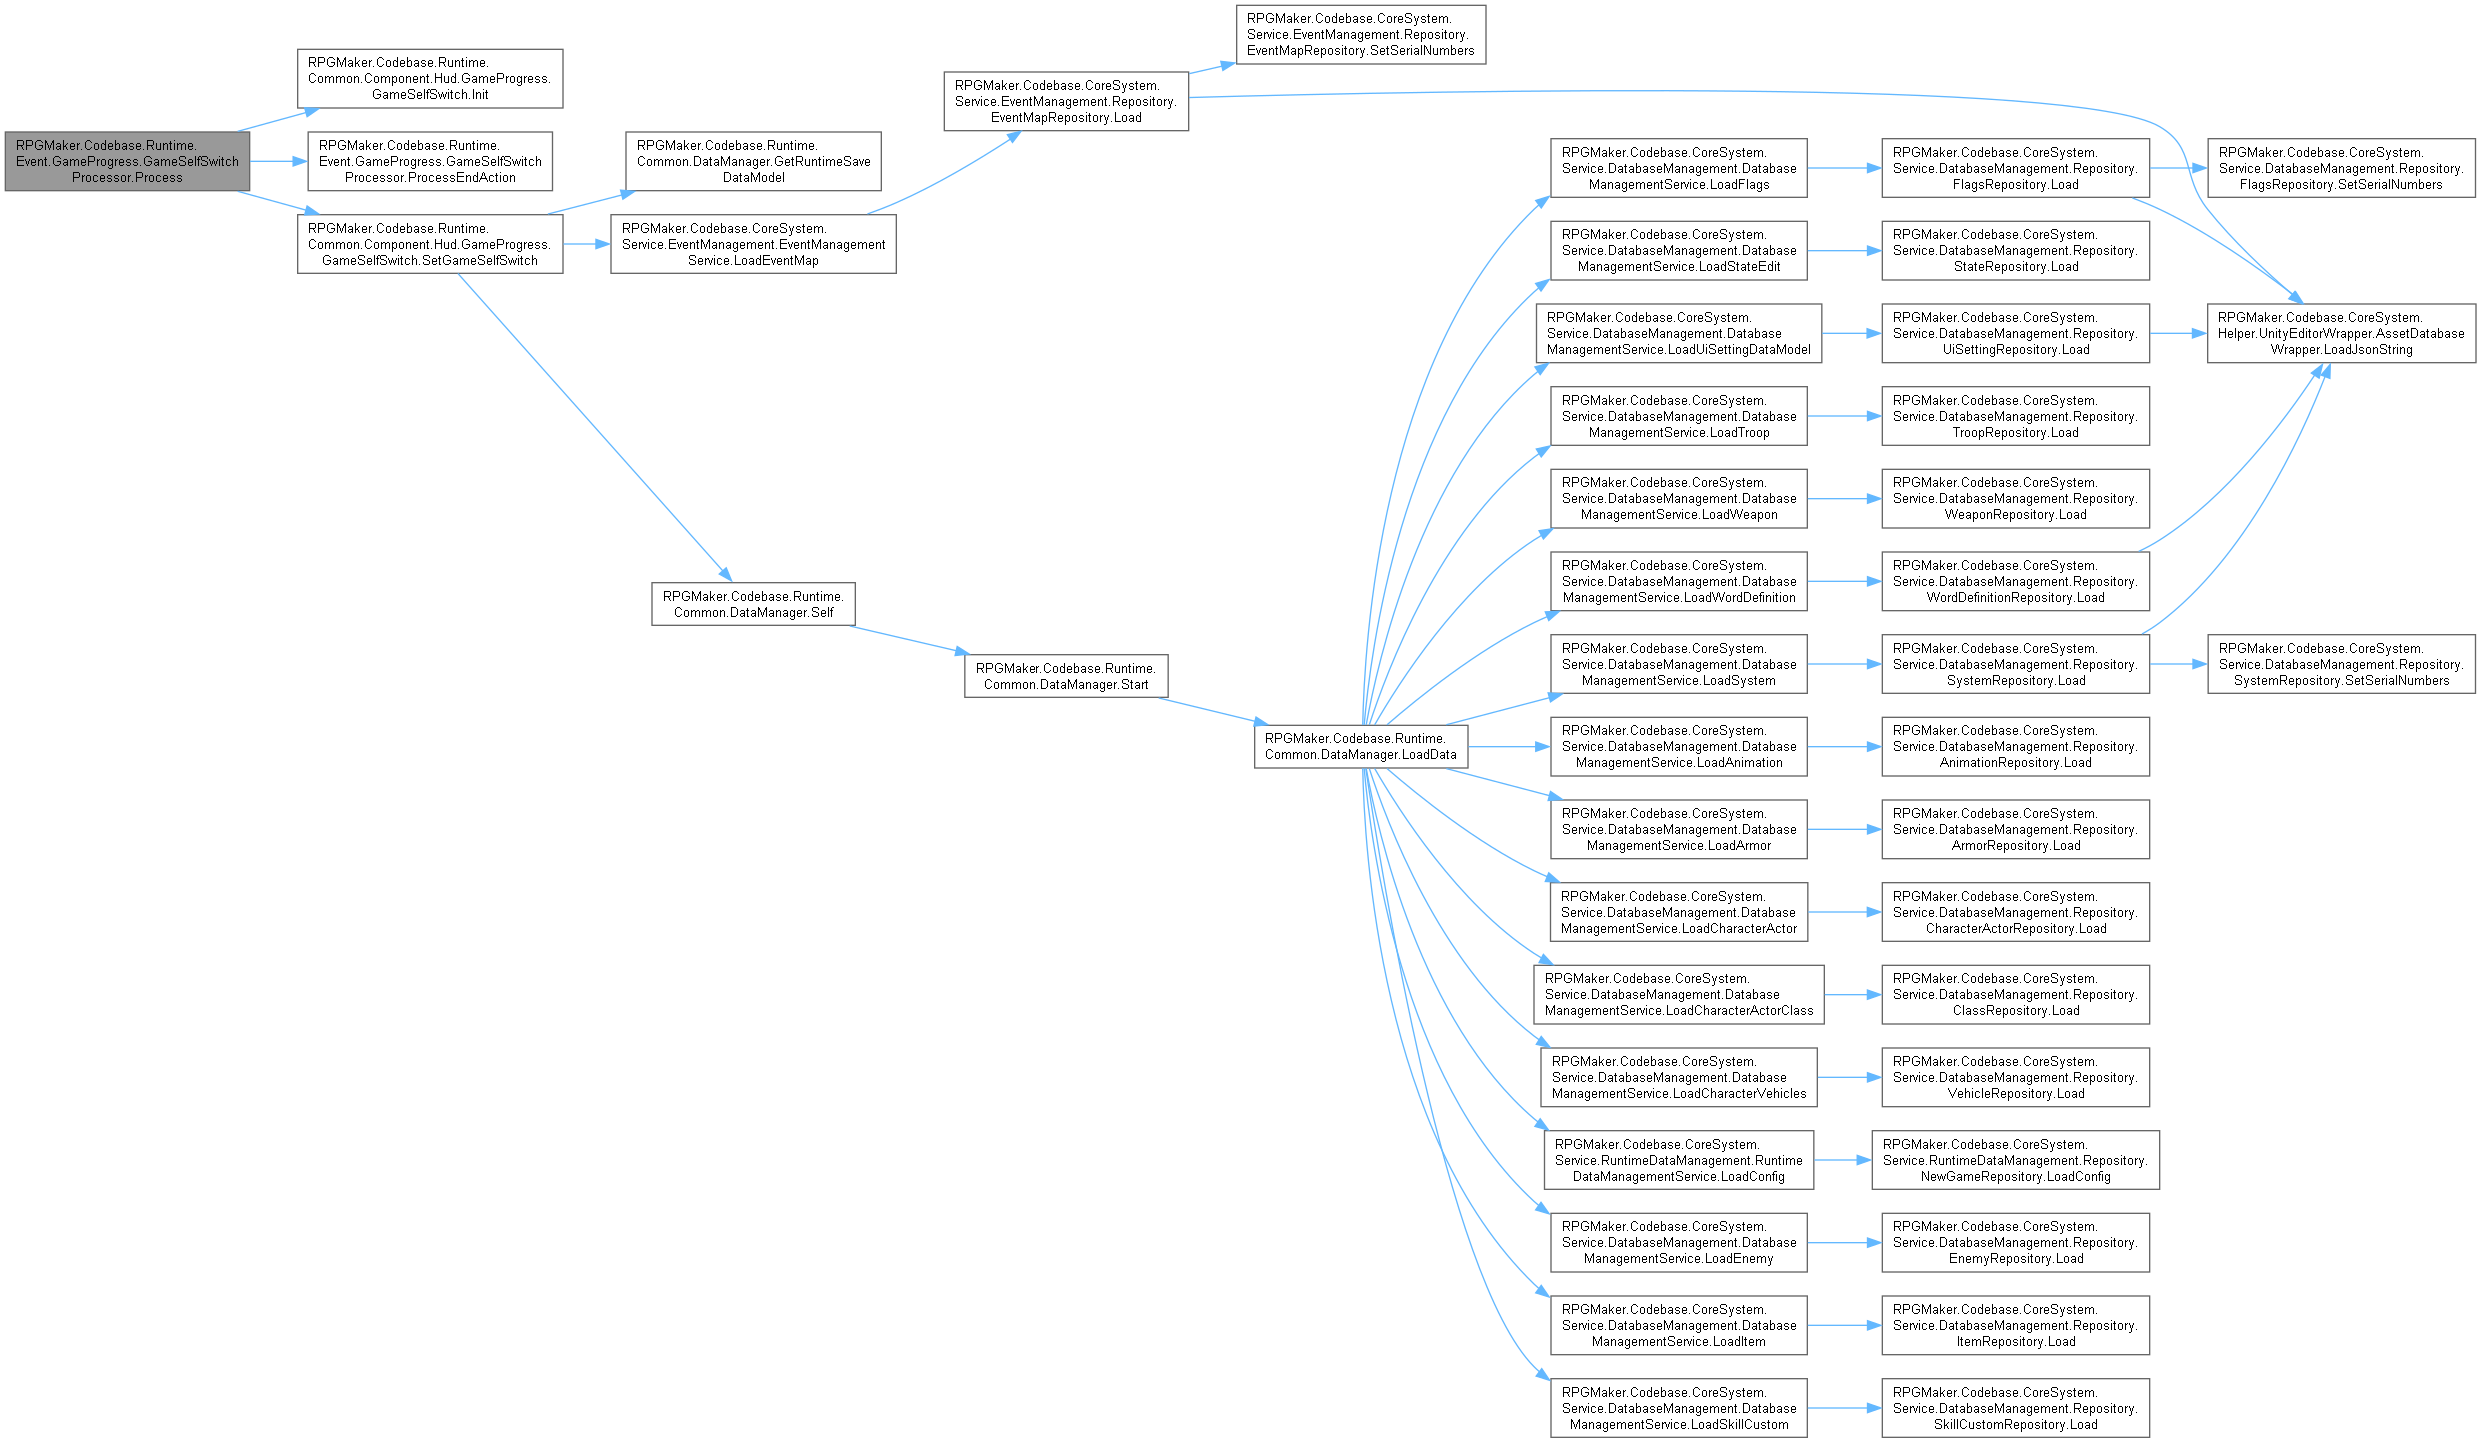 RPGMaker.Codebase.Runtime.
Event.GameProgress.GameSelfSwitch
Processor.Process
RPGMaker.Codebase.Runtime.
Common.Component.Hud.GameProgress.
GameSelfSwitch.Init
RPGMaker.Codebase.Runtime.
Event.GameProgress.GameSelfSwitch
Processor.ProcessEndAction
RPGMaker.Codebase.Runtime.
Common.Component.Hud.GameProgress.
GameSelfSwitch.SetGameSelfSwitch
RPGMaker.Codebase.Runtime.
Common.DataManager.GetRuntimeSave
DataModel
RPGMaker.Codebase.CoreSystem.
Service.EventManagement.EventManagement
Service.LoadEventMap
RPGMaker.Codebase.Runtime.
Common.DataManager.Self
RPGMaker.Codebase.CoreSystem.
Service.EventManagement.Repository.
EventMapRepository.Load
RPGMaker.Codebase.CoreSystem.
Service.EventManagement.Repository.
EventMapRepository.SetSerialNumbers
RPGMaker.Codebase.Runtime.
Common.DataManager.Start
RPGMaker.Codebase.Runtime.
Common.DataManager.LoadData
RPGMaker.Codebase.CoreSystem.
Service.DatabaseManagement.Database
ManagementService.LoadFlags
RPGMaker.Codebase.CoreSystem.
Service.DatabaseManagement.Database
ManagementService.LoadStateEdit
RPGMaker.Codebase.CoreSystem.
Service.DatabaseManagement.Database
ManagementService.LoadUiSettingDataModel
RPGMaker.Codebase.CoreSystem.
Service.DatabaseManagement.Database
ManagementService.LoadTroop
RPGMaker.Codebase.CoreSystem.
Service.DatabaseManagement.Database
ManagementService.LoadWeapon
RPGMaker.Codebase.CoreSystem.
Service.DatabaseManagement.Database
ManagementService.LoadWordDefinition
RPGMaker.Codebase.CoreSystem.
Service.DatabaseManagement.Database
ManagementService.LoadSystem
RPGMaker.Codebase.CoreSystem.
Service.DatabaseManagement.Database
ManagementService.LoadAnimation
RPGMaker.Codebase.CoreSystem.
Service.DatabaseManagement.Database
ManagementService.LoadArmor
RPGMaker.Codebase.CoreSystem.
Service.DatabaseManagement.Database
ManagementService.LoadCharacterActor
RPGMaker.Codebase.CoreSystem.
Service.DatabaseManagement.Database
ManagementService.LoadCharacterActorClass
RPGMaker.Codebase.CoreSystem.
Service.DatabaseManagement.Database
ManagementService.LoadCharacterVehicles
RPGMaker.Codebase.CoreSystem.
Service.RuntimeDataManagement.Runtime
DataManagementService.LoadConfig
RPGMaker.Codebase.CoreSystem.
Service.DatabaseManagement.Database
ManagementService.LoadEnemy
RPGMaker.Codebase.CoreSystem.
Service.DatabaseManagement.Database
ManagementService.LoadItem
RPGMaker.Codebase.CoreSystem.
Service.DatabaseManagement.Database
ManagementService.LoadSkillCustom
RPGMaker.Codebase.CoreSystem.
Service.DatabaseManagement.Repository.
FlagsRepository.Load
RPGMaker.Codebase.CoreSystem.
Service.DatabaseManagement.Repository.
StateRepository.Load
RPGMaker.Codebase.CoreSystem.
Service.DatabaseManagement.Repository.
UiSettingRepository.Load
RPGMaker.Codebase.CoreSystem.
Service.DatabaseManagement.Repository.
TroopRepository.Load
RPGMaker.Codebase.CoreSystem.
Service.DatabaseManagement.Repository.
WeaponRepository.Load
RPGMaker.Codebase.CoreSystem.
Service.DatabaseManagement.Repository.
WordDefinitionRepository.Load
RPGMaker.Codebase.CoreSystem.
Service.DatabaseManagement.Repository.
SystemRepository.Load
RPGMaker.Codebase.CoreSystem.
Service.DatabaseManagement.Repository.
AnimationRepository.Load
RPGMaker.Codebase.CoreSystem.
Service.DatabaseManagement.Repository.
ArmorRepository.Load
RPGMaker.Codebase.CoreSystem.
Service.DatabaseManagement.Repository.
CharacterActorRepository.Load
RPGMaker.Codebase.CoreSystem.
Service.DatabaseManagement.Repository.
ClassRepository.Load
RPGMaker.Codebase.CoreSystem.
Service.DatabaseManagement.Repository.
VehicleRepository.Load
RPGMaker.Codebase.CoreSystem.
Service.RuntimeDataManagement.Repository.
NewGameRepository.LoadConfig
RPGMaker.Codebase.CoreSystem.
Service.DatabaseManagement.Repository.
EnemyRepository.Load
RPGMaker.Codebase.CoreSystem.
Service.DatabaseManagement.Repository.
ItemRepository.Load
RPGMaker.Codebase.CoreSystem.
Service.DatabaseManagement.Repository.
SkillCustomRepository.Load
RPGMaker.Codebase.CoreSystem.
Service.DatabaseManagement.Repository.
FlagsRepository.SetSerialNumbers
RPGMaker.Codebase.CoreSystem.
Helper.UnityEditorWrapper.AssetDatabase
Wrapper.LoadJsonString
RPGMaker.Codebase.CoreSystem.
Service.DatabaseManagement.Repository.
SystemRepository.SetSerialNumbers